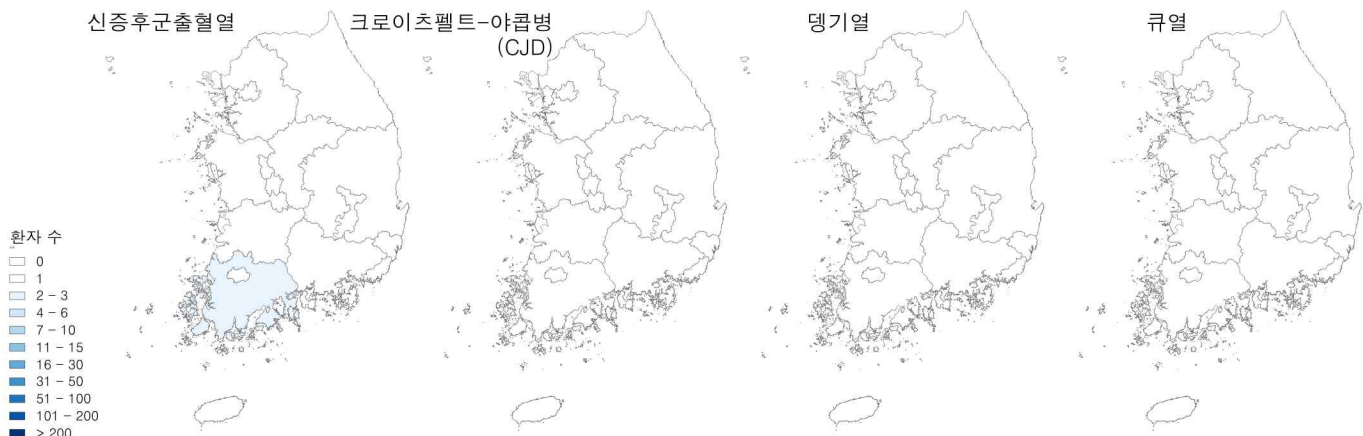 신증후군출혈열
크로이츠펠트-야콥병
(CJD)
뎅기열
큐열
환자 수
0
1
2 - 3
4 - 6
7 - 10
11 - 15
16 - 30
31 - 50
51 - 100
101 - 200
> 200